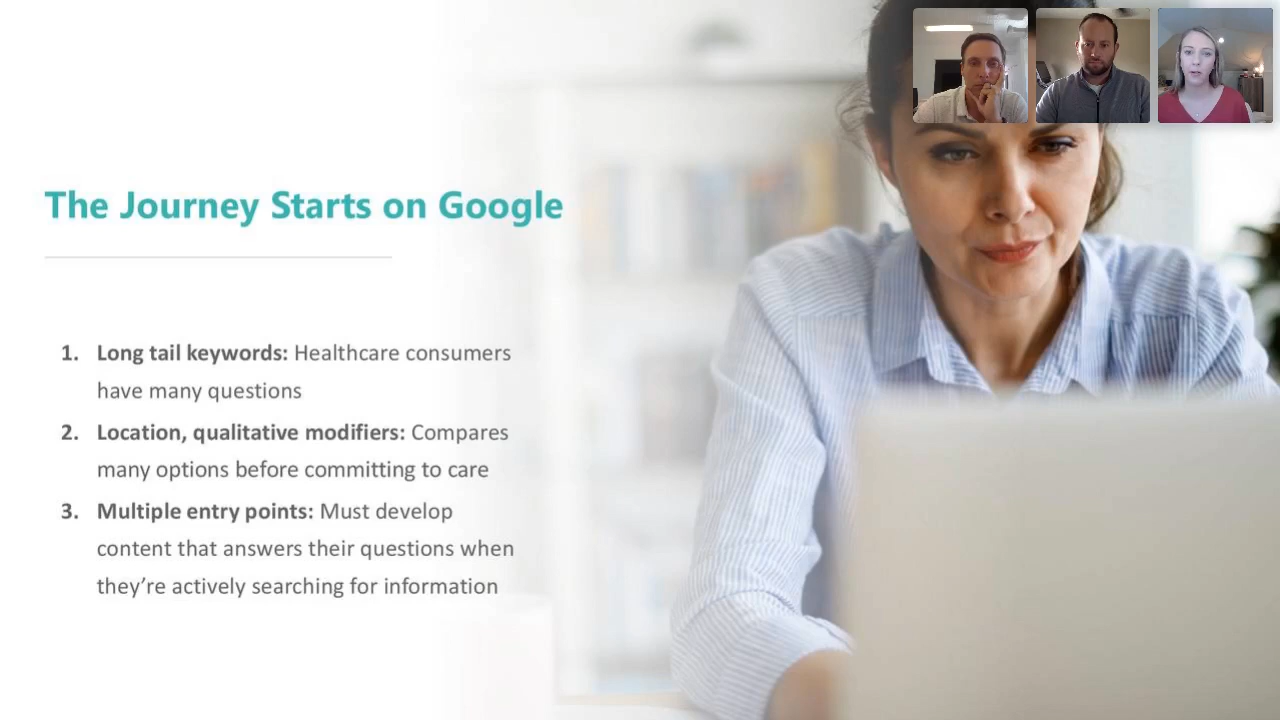 The Journey Starts on Google
1. Long tail keywords: Healthcare consumers
have many questions
2. Location, qualitative modifiers: Compares
many options before committing to care
3. Multiple entry points: Must develop
content that answers their questions when
they’re actively searching for information